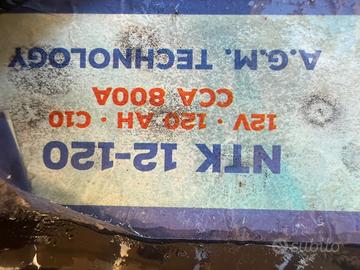 NTK 12-120
12V · 120 AH · C10
CCA 800A
A.G.M. TECHNOLOGY
subito